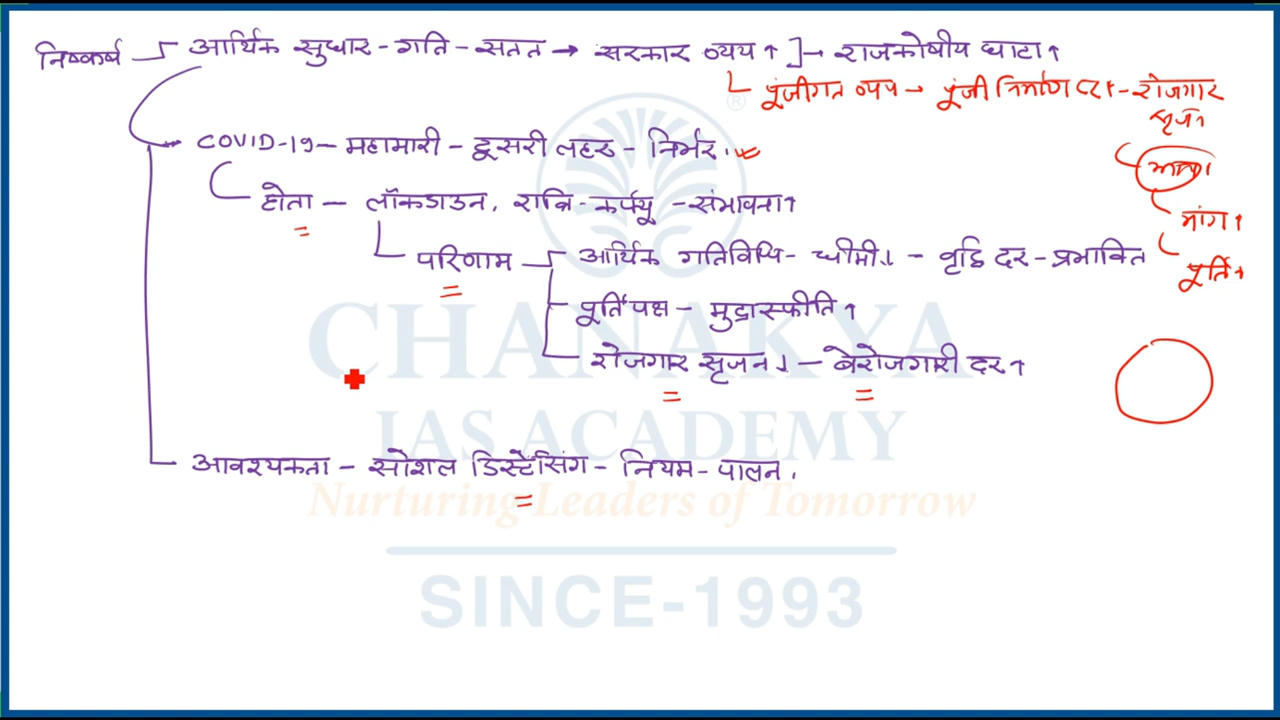 निष्कर्ष – आर्थिक सुधार - गति - सतत → सरकार व्यय ↑ ] → राजकोषीय घाटा ↑
पूंजीगत व्यय → पूंजी निर्माण दर ↑ - रोजगार
सृजन
आय ↑
मांग ↑
पूर्ति ↑
COVID-19 – महामारी – दूसरी लहर – निर्भर.
होता – लॉकडाउन, रात्रि - कर्फ्यू - संभावना ↑
परिणाम – आर्थिक गतिविधि - धीमी ↓ – वृद्धि दर - प्रभावित
पूर्ति पक्ष – मुद्रास्फीति ↑
रोजगार सृजन ↓ – बेरोजगारी दर ↑
आवश्यकता – सोशल डिस्टेंसिंग – नियम - पालन.
®
CHANAKYA
IAS ACADEMY
Nurturing Leaders of Tomorrow
SINCE-1993